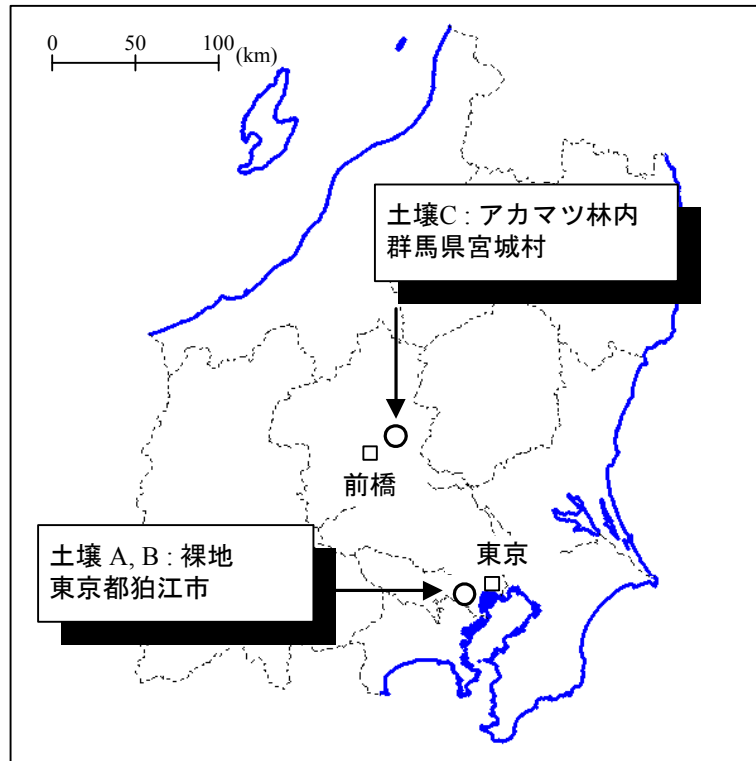 0 50 100 (km)
土壌C : アカマツ林内
群馬県宮城村
前橋
土壌 A, B : 裸地
東京都狛江市
東京